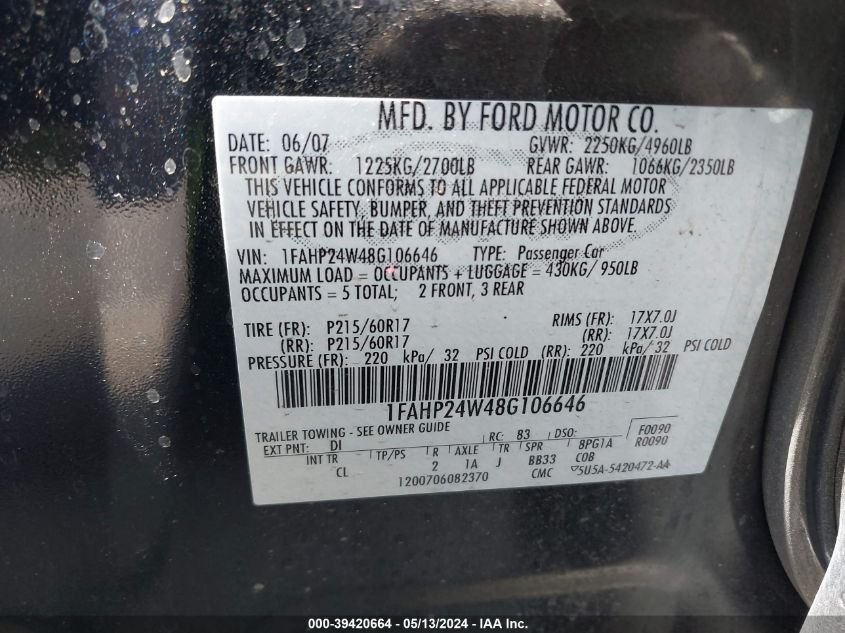 MFD. BY FORD MOTOR CO.
DATE: 06/07 GVWR: 2250KG/4960LB
FRONT GAWR: 1225KG/2700LB REAR GAWR: 1066KG/2350LB
THIS VEHICLE CONFORMS TO ALL APPLICABLE FEDERAL MOTOR
VEHICLE SAFETY, BUMPER, AND THEFT PREVENTION STANDARDS
IN EFFECT ON THE DATE OF MANUFACTURE SHOWN ABOVE.
VIN: 1FAHP24W48G106646 TYPE: Passenger Car
MAXIMUM LOAD = OCCUPANTS + LUGGAGE = 430KG/ 950LB
OCCUPANTS = 5 TOTAL; 2 FRONT, 3 REAR
TIRE (FR): P215/60R17 RIMS (FR): 17X7.0J
(RR): P215/60R17 (RR): 17X7.0J
PRESSURE (FR): 220 kPa/ 32 PSI COLD (RR): 220 kPa/ 32 PSI COLD
1FAHP24W48G106646
TRAILER TOWING - SEE OWNER GUIDE
EXT PNT: DI RC: 83 DSO: F0090
INT TR TP/PS R AXLE TR SPR 8PG1A R0090
CL 2 1A J BB33 COB
1200706082370 CMC 5U5A-5420472-AA
000-39420664 - 05/13/2024 - IAA Inc.